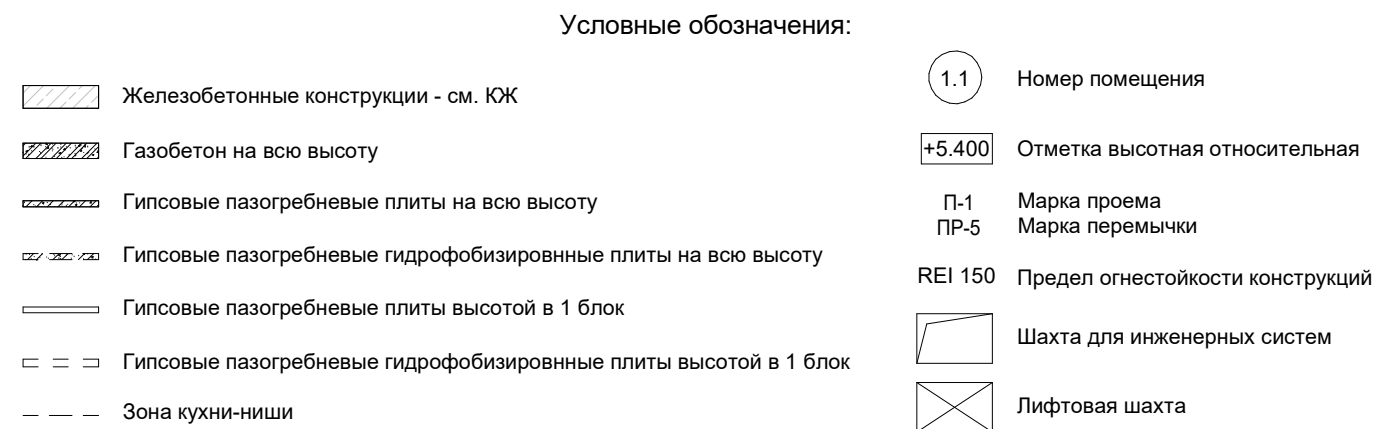 Условные обозначения:
Железобетонные конструкции - см. КЖ
Газобетон на всю высоту
Гипсовые пазогребневые плиты на всю высоту
Гипсовые пазогребневые гидрофобизировнные плиты на всю высоту
Гипсовые пазогребневые плиты высотой в 1 блок
Гипсовые пазогребневые гидрофобизировнные плиты высотой в 1 блок
Зона кухни-ниши
1.1 Номер помещения
+5.400 Отметка высотная относительная
П-1 Марка проема
ПР-5 Марка перемычки
REI 150 Предел огнестойкости конструкций
Шахта для инженерных систем
Лифтовая шахта